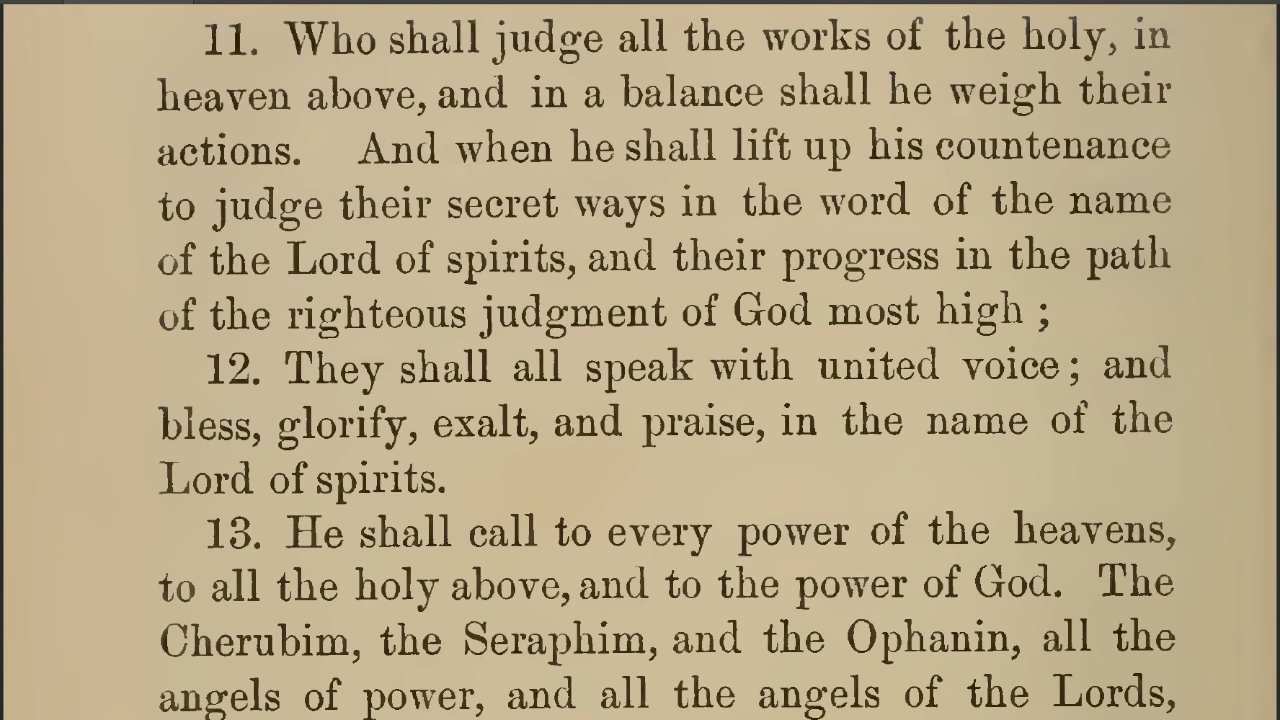 11. Who shall judge all the works of the holy, in
heaven above, and in a balance shall he weigh their
actions. And when he shall lift up his countenance
to judge their secret ways in the word of the name
of the Lord of spirits, and their progress in the path
of the righteous judgment of God most high ;
12. They shall all speak with united voice; and
bless, glorify, exalt, and praise, in the name of the
Lord of spirits.
13. He shall call to every power of the heavens,
to all the holy above, and to the power of God. The
Cherubim, the Seraphim, and the Ophanin, all the
angels of power, and all the angels of the Lords,